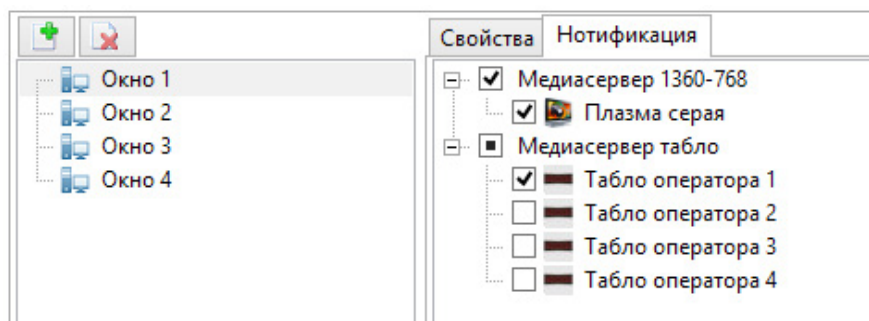 Окно 1
Окно 2
Окно 3
Окно 4
Свойства
Нотификация
Медиасервер 1360-768
Плазма серая
Медиасервер табло
Табло оператора 1
Табло оператора 2
Табло оператора 3
Табло оператора 4